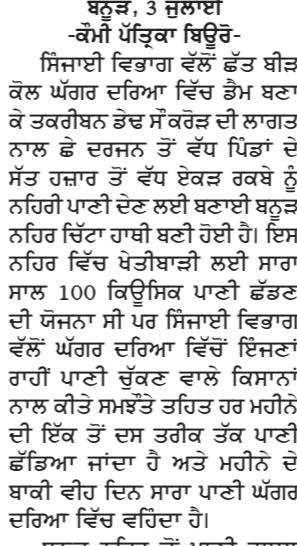 ਬਨੂੜ, 3 ਜੁਲਾਈ
-ਕੌਮੀ ਪੱਤ੍ਰਿਕਾ ਬਿਊਰੋ-
ਸਿੰਜਾਈ ਵਿਭਾਗ ਵੱਲੋਂ ਛੱਤ ਬੀੜ
ਕੋਲ ਘੱਗਰ ਦਰਿਆ ਵਿੱਚ ਡੈਮ ਬਣਾ
ਕੇ ਤਕਰੀਬਨ ਡੇਢ ਸੌ ਕਰੋੜ ਦੀ ਲਾਗਤ
ਨਾਲ ਛੇ ਦਰਜਨ ਤੋਂ ਵੱਧ ਪਿੰਡਾਂ ਦੇ
ਸੱਤ ਹਜ਼ਾਰ ਤੋਂ ਵੱਧ ਏਕੜ ਰਕਬੇ ਨੂੰ
ਨਹਿਰੀ ਪਾਣੀ ਦੇਣ ਲਈ ਬਣਾਈ ਬਨੂੜ
ਨਹਿਰ ਚਿੱਟਾ ਹਾਥੀ ਬਣੀ ਹੋਈ ਹੈ। ਇਸ
ਨਹਿਰ ਵਿੱਚ ਖੇਤੀਬਾੜੀ ਲਈ ਸਾਰਾ
ਸਾਲ 100 ਕਿਊਸਿਕ ਪਾਣੀ ਛੱਡਣ
ਦੀ ਯੋਜਨਾ ਸੀ ਪਰ ਸਿੰਜਾਈ ਵਿਭਾਗ
ਵੱਲੋਂ ਘੱਗਰ ਦਰਿਆ ਵਿੱਚੋਂ ਇੰਜਣਾਂ
ਰਾਹੀਂ ਪਾਣੀ ਚੁੱਕਣ ਵਾਲੇ ਕਿਸਾਨਾਂ
ਨਾਲ ਕੀਤੇ ਸਮਝੌਤੇ ਤਹਿਤ ਹਰ ਮਹੀਨੇ
ਦੀ ਇੱਕ ਤੋਂ ਦਸ ਤਰੀਕ ਤੱਕ ਪਾਣੀ
ਛੱਡਿਆ ਜਾਂਦਾ ਹੈ ਅਤੇ ਮਹੀਨੇ ਦੇ
ਬਾਕੀ ਵੀਹ ਦਿਨ ਸਾਰਾ ਪਾਣੀ ਘੱਗਰ
ਦਰਿਆ ਵਿੱਚ ਵਹਿੰਦਾ ਹੈ।